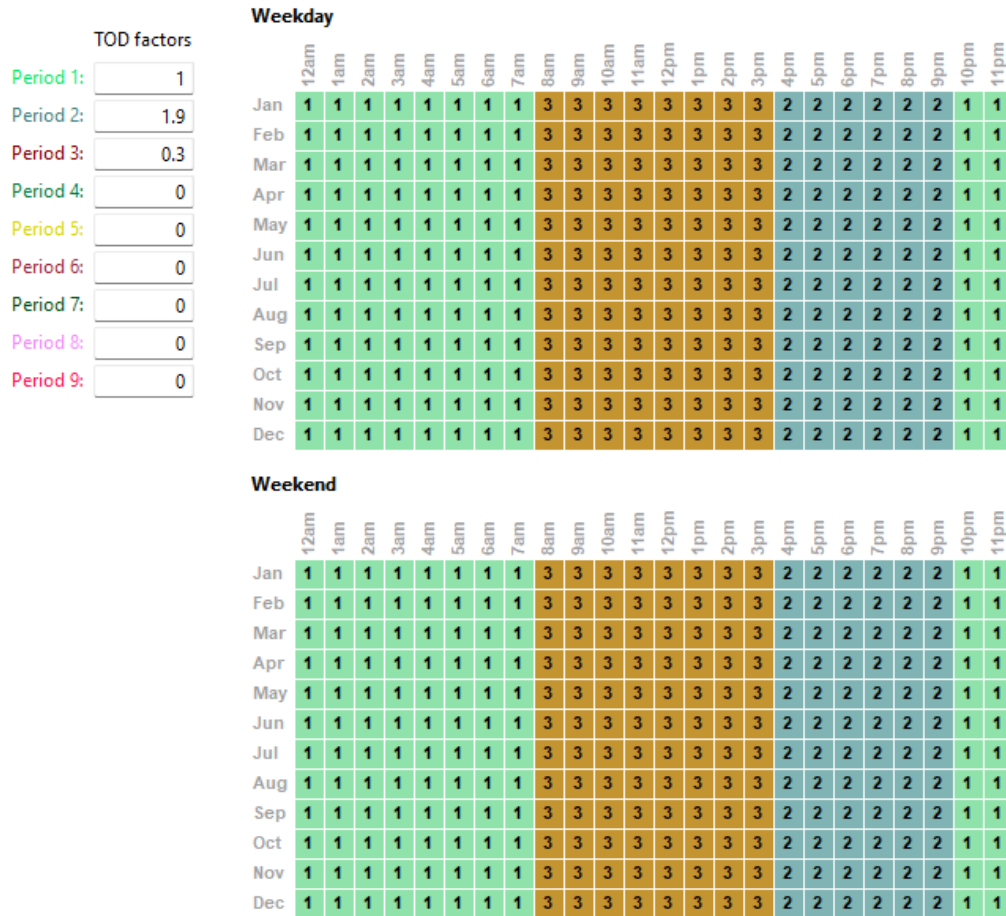 TOD factors
Period 1: 1
Period 2: 1.9
Period 3: 0.3
Period 4: 0
Period 5: 0
Period 6: 0
Period 7: 0
Period 8: 0
Period 9: 0
Weekday
12am 1am 2am 3am 4am 5am 6am 7am 8am 9am 10am 11am 12pm 1pm 2pm 3pm 4pm 5pm 6pm 7pm 8pm 9pm 10pm 11pm
Jan 1 1 1 1 1 1 1 1 3 3 3 3 3 3 3 3 2 2 2 2 2 2 1 1
Feb 1 1 1 1 1 1 1 1 3 3 3 3 3 3 3 3 2 2 2 2 2 2 1 1
Mar 1 1 1 1 1 1 1 1 3 3 3 3 3 3 3 3 2 2 2 2 2 2 1 1
Apr 1 1 1 1 1 1 1 1 3 3 3 3 3 3 3 3 2 2 2 2 2 2 1 1
May 1 1 1 1 1 1 1 1 3 3 3 3 3 3 3 3 2 2 2 2 2 2 1 1
Jun 1 1 1 1 1 1 1 1 3 3 3 3 3 3 3 3 2 2 2 2 2 2 1 1
Jul 1 1 1 1 1 1 1 1 3 3 3 3 3 3 3 3 2 2 2 2 2 2 1 1
Aug 1 1 1 1 1 1 1 1 3 3 3 3 3 3 3 3 2 2 2 2 2 2 1 1
Sep 1 1 1 1 1 1 1 1 3 3 3 3 3 3 3 3 2 2 2 2 2 2 1 1
Oct 1 1 1 1 1 1 1 1 3 3 3 3 3 3 3 3 2 2 2 2 2 2 1 1
Nov 1 1 1 1 1 1 1 1 3 3 3 3 3 3 3 3 2 2 2 2 2 2 1 1
Dec 1 1 1 1 1 1 1 1 3 3 3 3 3 3 3 3 2 2 2 2 2 2 1 1
Weekend
12am 1am 2am 3am 4am 5am 6am 7am 8am 9am 10am 11am 12pm 1pm 2pm 3pm 4pm 5pm 6pm 7pm 8pm 9pm 10pm 11pm
Jan 1 1 1 1 1 1 1 1 3 3 3 3 3 3 3 3 2 2 2 2 2 2 1 1
Feb 1 1 1 1 1 1 1 1 3 3 3 3 3 3 3 3 2 2 2 2 2 2 1 1
Mar 1 1 1 1 1 1 1 1 3 3 3 3 3 3 3 3 2 2 2 2 2 2 1 1
Apr 1 1 1 1 1 1 1 1 3 3 3 3 3 3 3 3 2 2 2 2 2 2 1 1
May 1 1 1 1 1 1 1 1 3 3 3 3 3 3 3 3 2 2 2 2 2 2 1 1
Jun 1 1 1 1 1 1 1 1 3 3 3 3 3 3 3 3 2 2 2 2 2 2 1 1
Jul 1 1 1 1 1 1 1 1 3 3 3 3 3 3 3 3 2 2 2 2 2 2 1 1
Aug 1 1 1 1 1 1 1 1 3 3 3 3 3 3 3 3 2 2 2 2 2 2 1 1
Sep 1 1 1 1 1 1 1 1 3 3 3 3 3 3 3 3 2 2 2 2 2 2 1 1
Oct 1 1 1 1 1 1 1 1 3 3 3 3 3 3 3 3 2 2 2 2 2 2 1 1
Nov 1 1 1 1 1 1 1 1 3 3 3 3 3 3 3 3 2 2 2 2 2 2 1 1
Dec 1 1 1 1 1 1 1 1 3 3 3 3 3 3 3 3 2 2 2 2 2 2 1 1